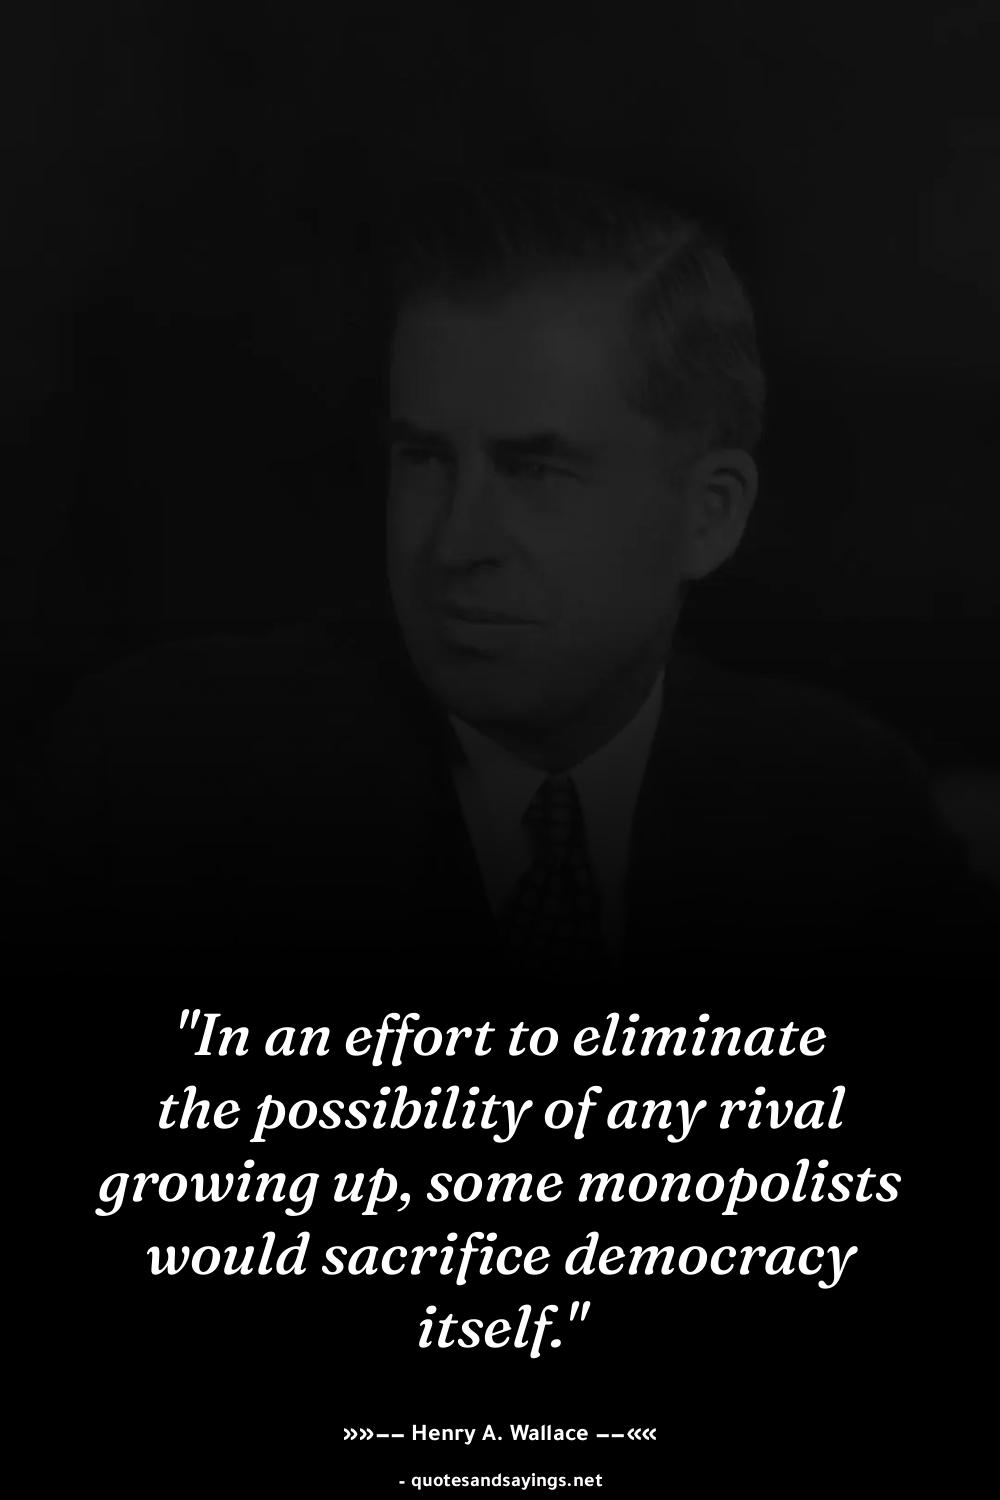 "In an effort to eliminate
the possibility of any rival
growing up, some monopolists
would sacrifice democracy
itself."
»»–– Henry A. Wallace ––««
- quotesandsayings.net